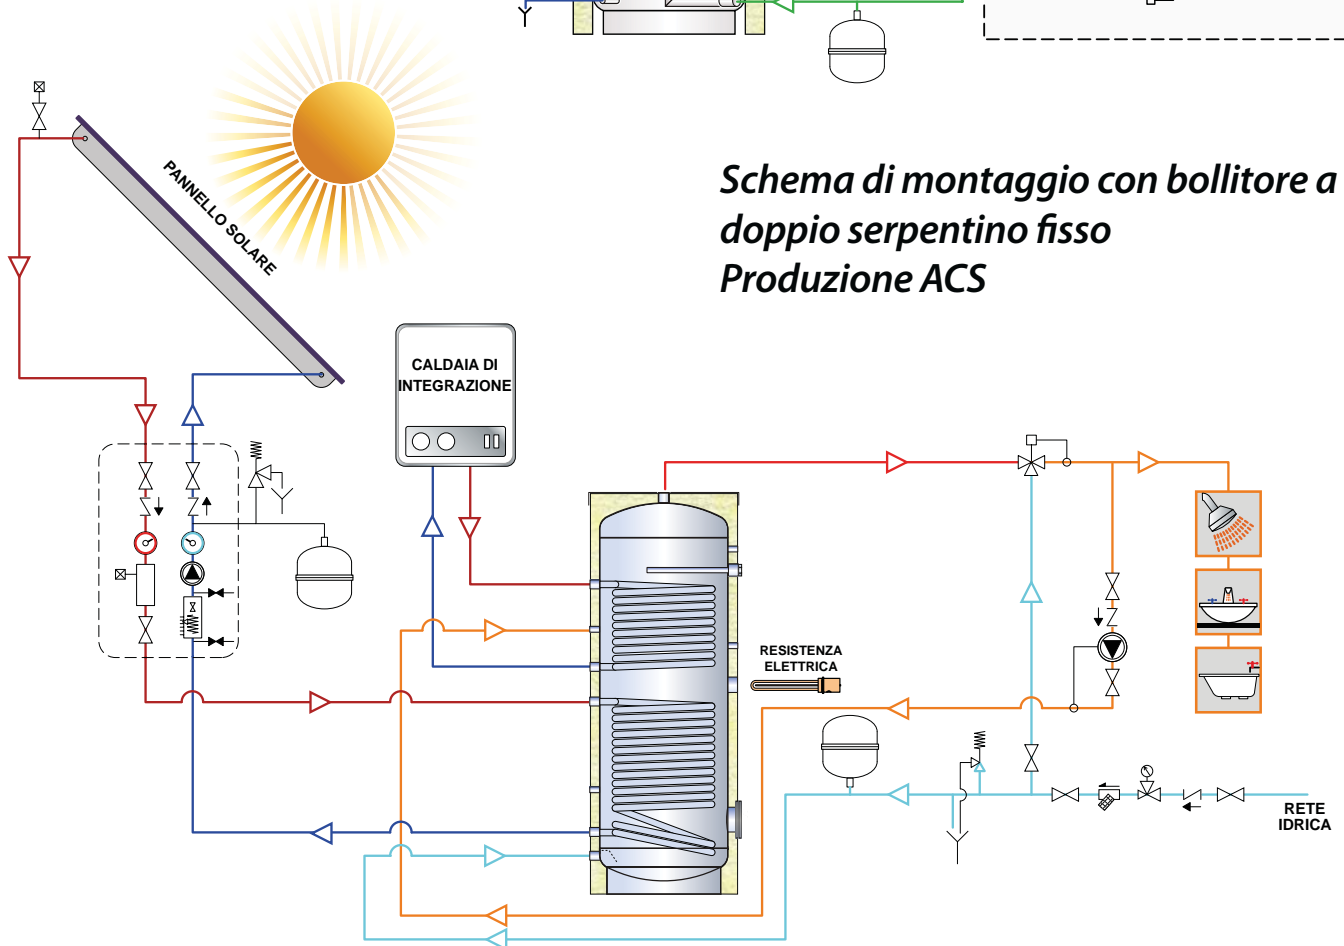 Schema di montaggio con bollitore a
doppio serpentino fisso
Produzione ACS
PANNELLO SOLARE
CALDAIA DI
INTEGRAZIONE
RESISTENZA
ELETTRICA
RETE
IDRICA